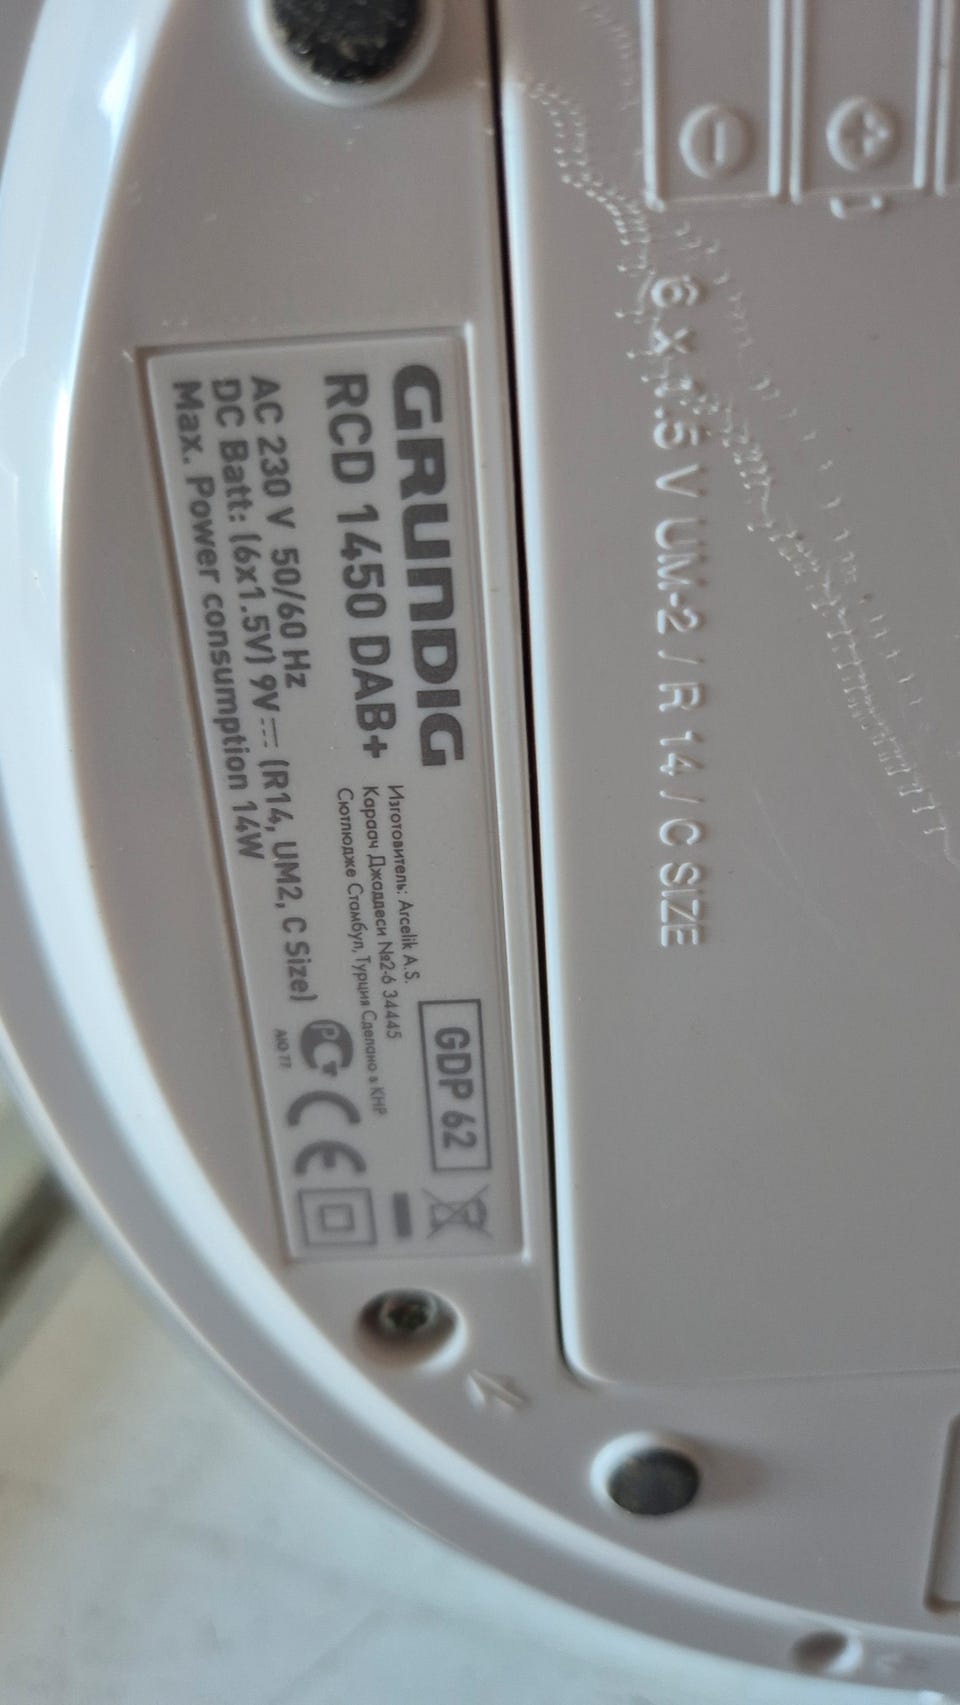 GRUNDIG
RCD 1450 DAB+
AC 230 V 50/60 Hz
DC Batt: (6x1.5V) 9V⎓ (R14, UM2, C Size)
Max. Power consumption 14W
Изготовитель: Arcelik A.S.
Караач Джаддеси №2-6 34445
Сютлюдже Стамбул, Турция Сделано в КНР
GDP 62
CE
6 x 1.5 V UM-2 / R 14 / C SIZE